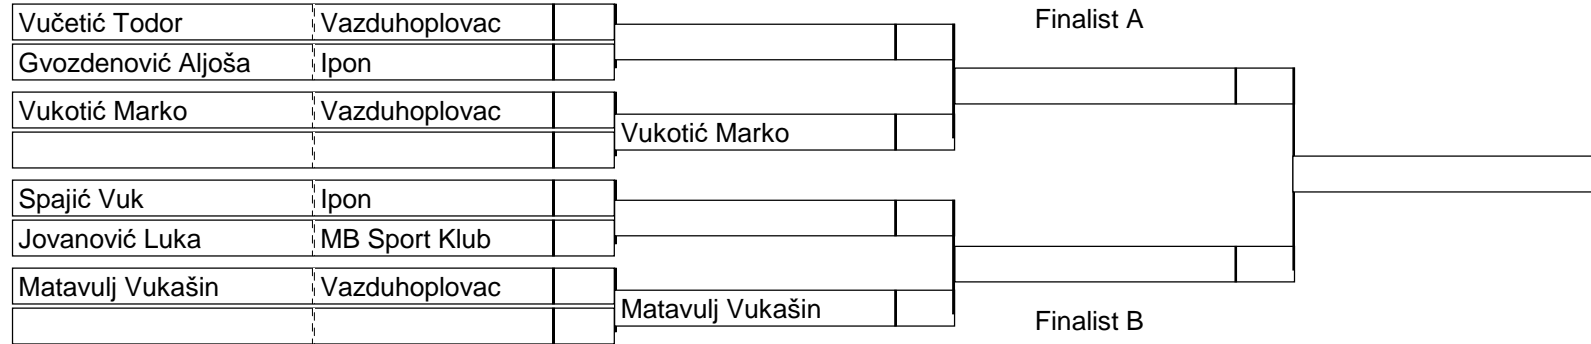 Vučetić Todor Vazduhoplovac
Gvozdenović Aljoša Ipon
Vukotić Marko Vazduhoplovac
Vukotić Marko
Spajić Vuk Ipon
Jovanović Luka MB Sport Klub
Matavulj Vukašin Vazduhoplovac
Matavulj Vukašin
Finalist A
Finalist B